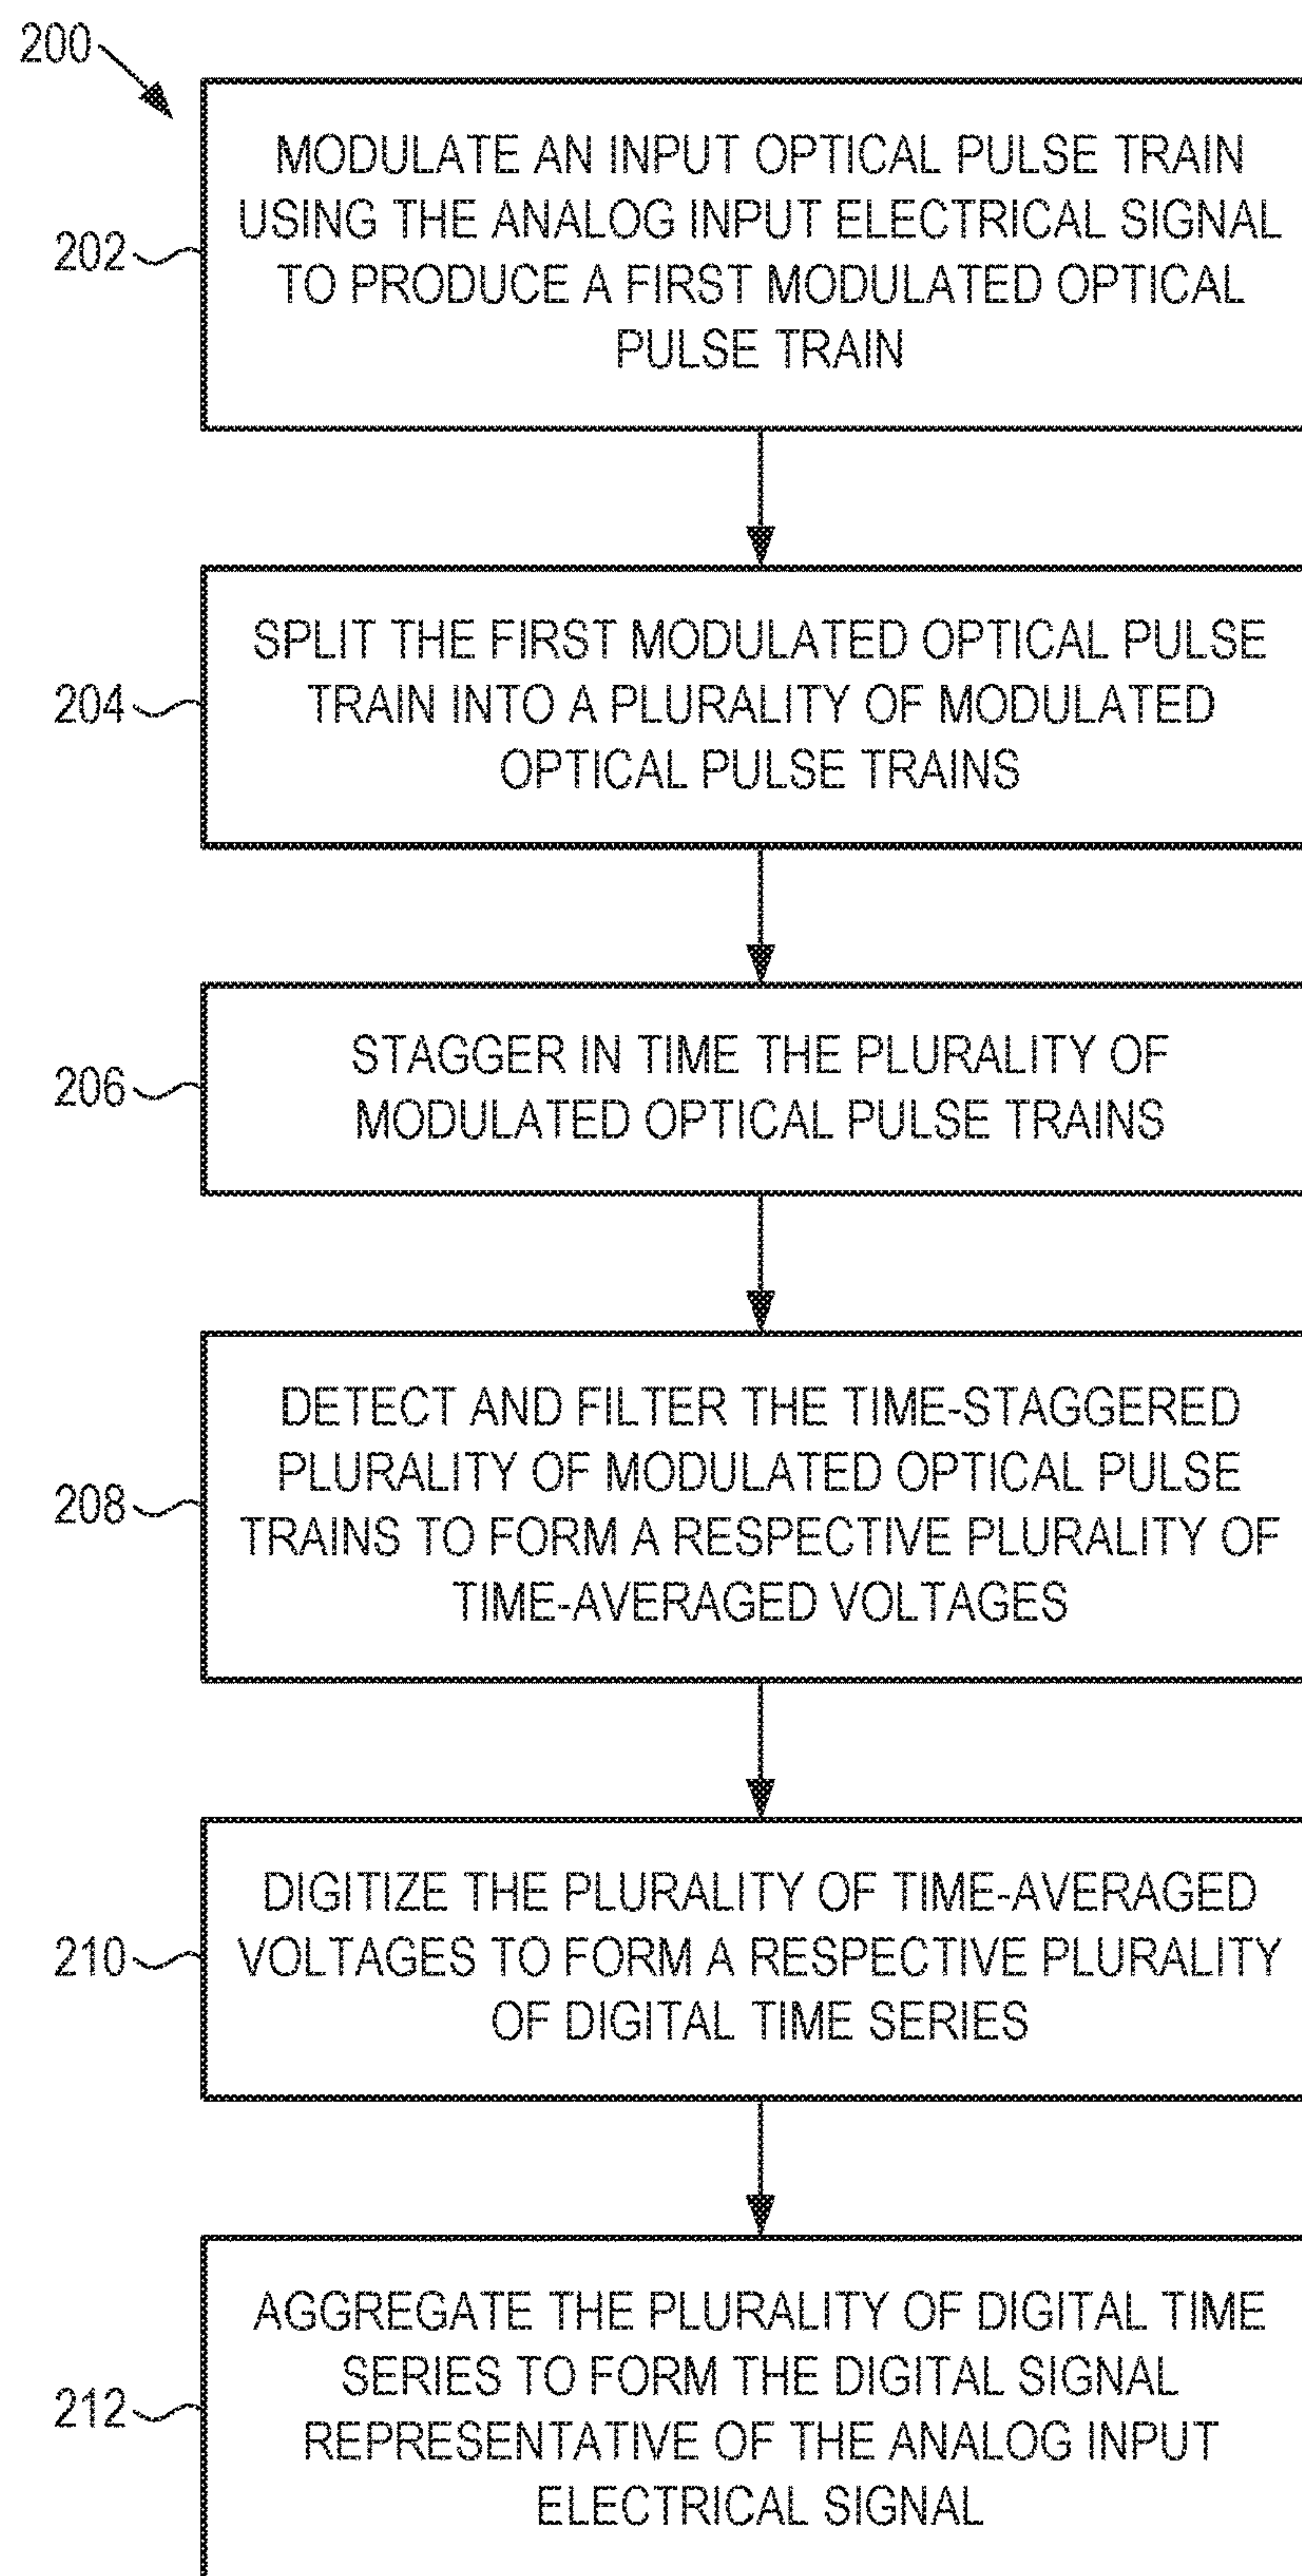 200
MODULATE AN INPUT OPTICAL PULSE TRAIN
USING THE ANALOG INPUT ELECTRICAL SIGNAL
TO PRODUCE A FIRST MODULATED OPTICAL
PULSE TRAIN
202
SPLIT THE FIRST MODULATED OPTICAL PULSE
TRAIN INTO A PLURALITY OF MODULATED
OPTICAL PULSE TRAINS
204
STAGGER IN TIME THE PLURALITY OF
MODULATED OPTICAL PULSE TRAINS
206
DETECT AND FILTER THE TIME-STAGGERED
PLURALITY OF MODULATED OPTICAL PULSE
TRAINS TO FORM A RESPECTIVE PLURALITY OF
TIME-AVERAGED VOLTAGES
208
DIGITIZE THE PLURALITY OF TIME-AVERAGED
VOLTAGES TO FORM A RESPECTIVE PLURALITY
OF DIGITAL TIME SERIES
210
AGGREGATE THE PLURALITY OF DIGITAL TIME
SERIES TO FORM THE DIGITAL SIGNAL
REPRESENTATIVE OF THE ANALOG INPUT
ELECTRICAL SIGNAL
212